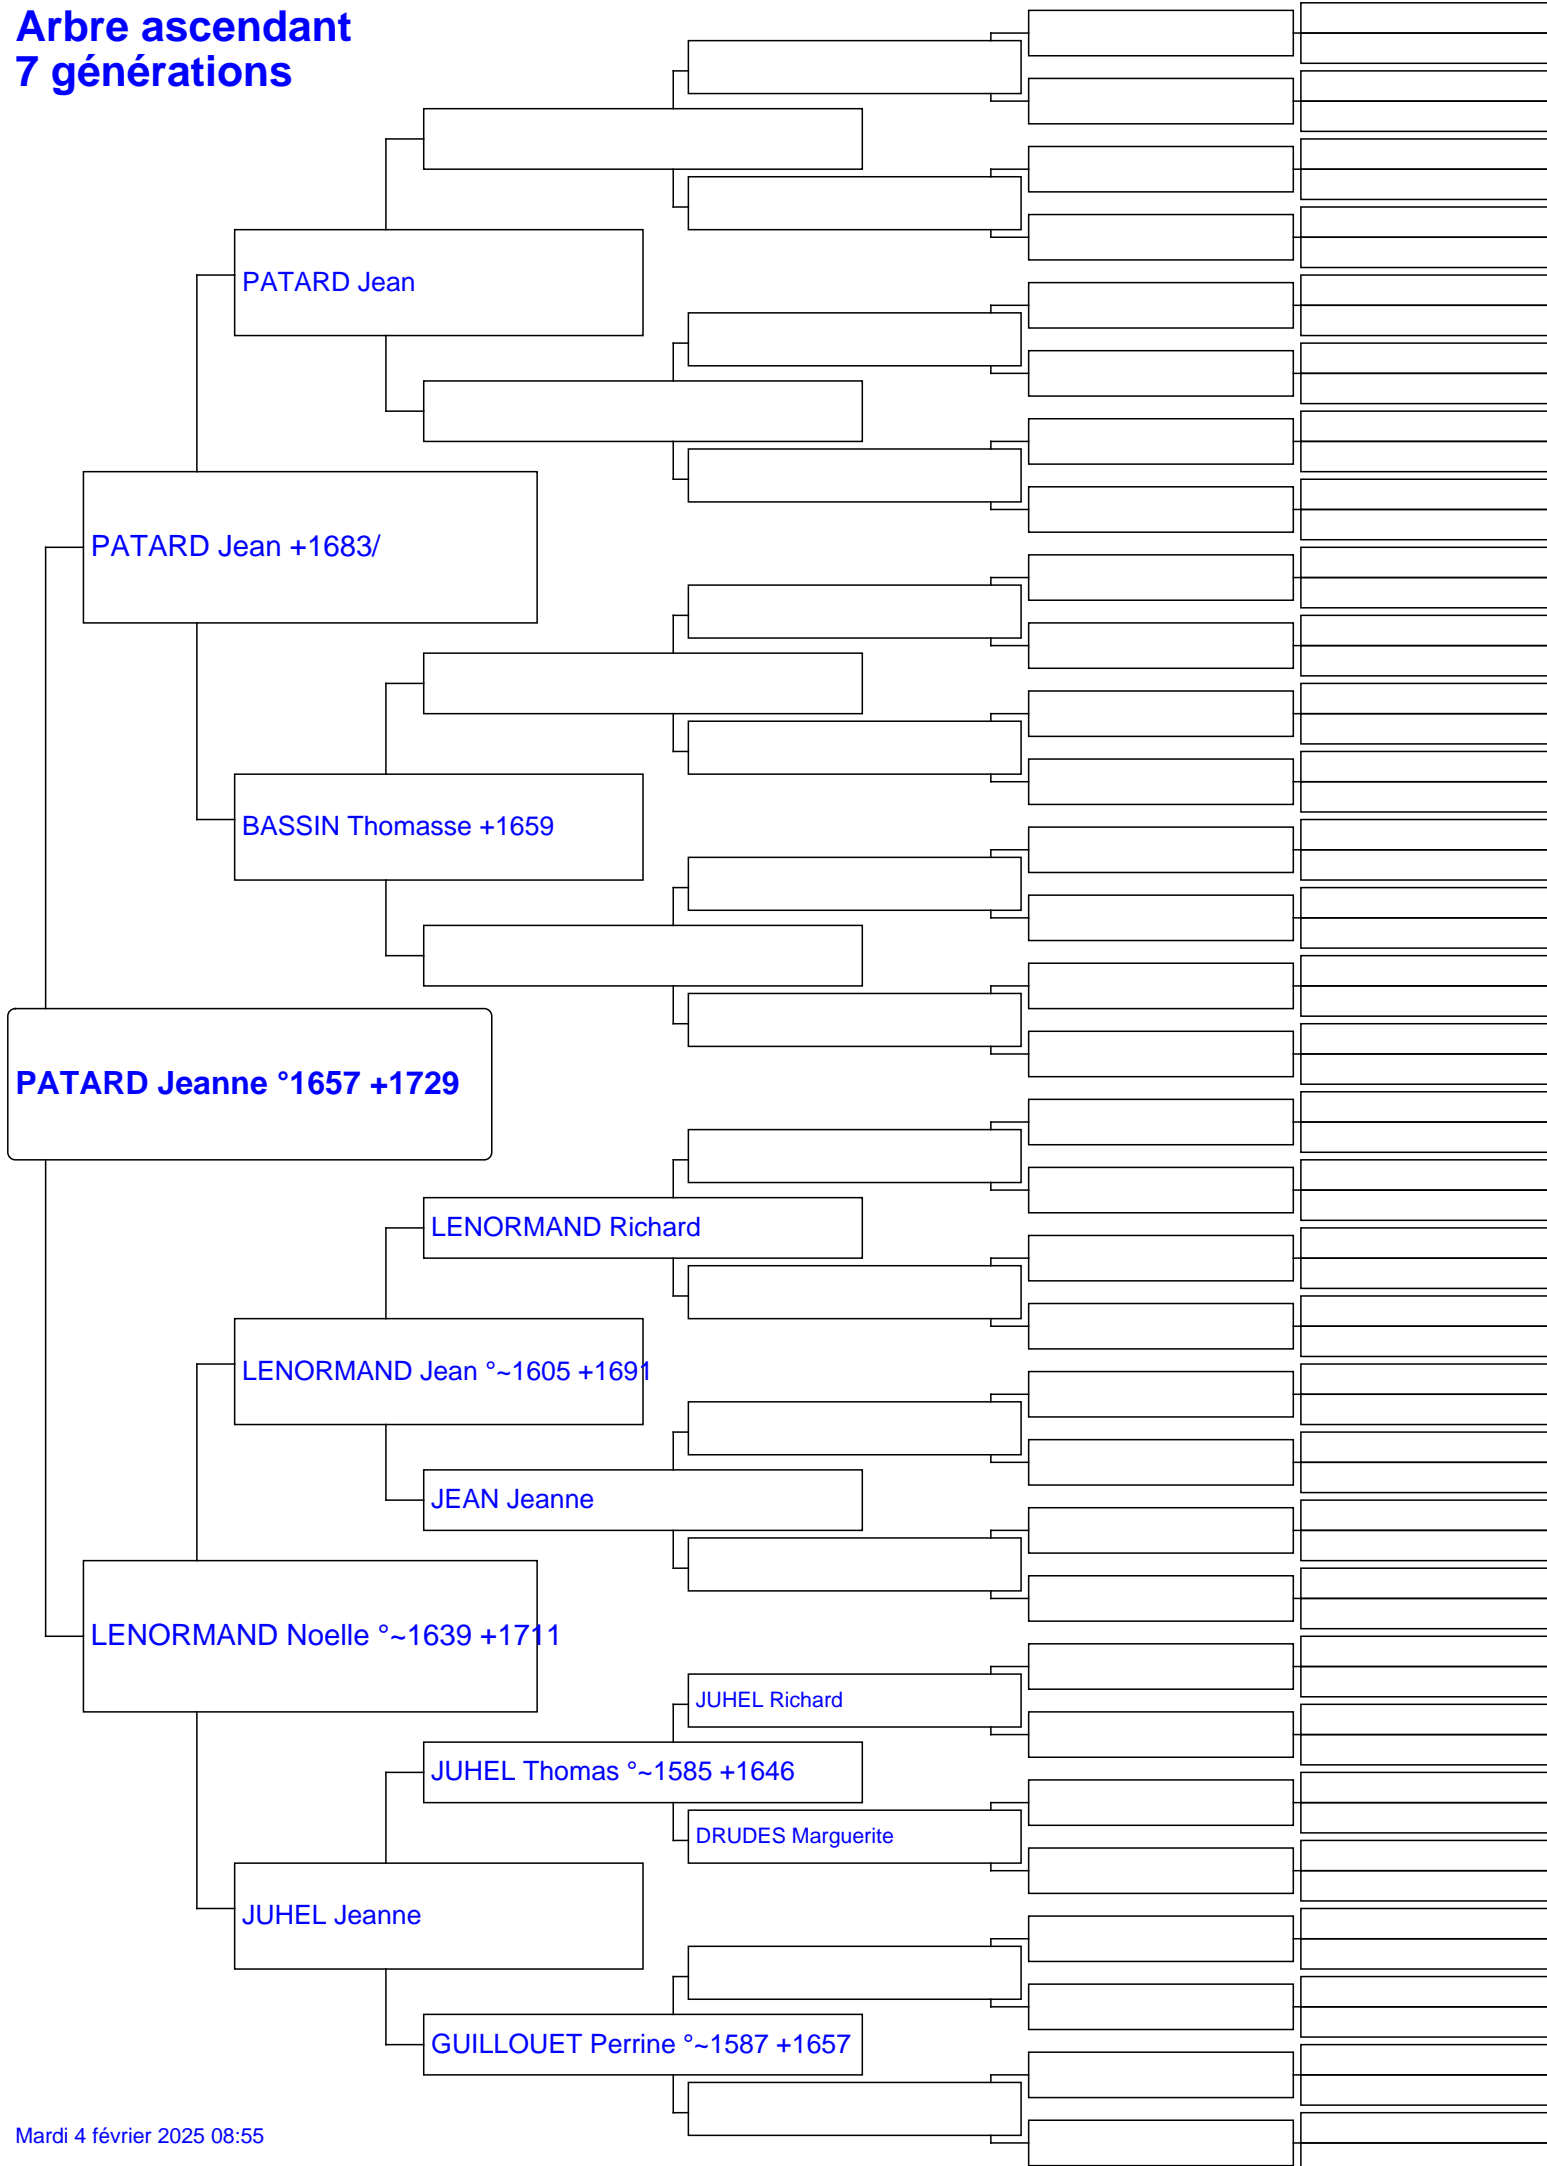 Arbre ascendant
7 générations
PATARD Jean
PATARD Jean +1683/
BASSIN Thomasse +1659
PATARD Jeanne °1657 +1729
LENORMAND Richard
LENORMAND Jean °~1605 +1691
JEAN Jeanne
LENORMAND Noelle °~1639 +1711
JUHEL Richard
JUHEL Thomas °~1585 +1646
DRUDES Marguerite
JUHEL Jeanne
GUILLOUET Perrine °~1587 +1657
Mardi 4 février 2025 08:55